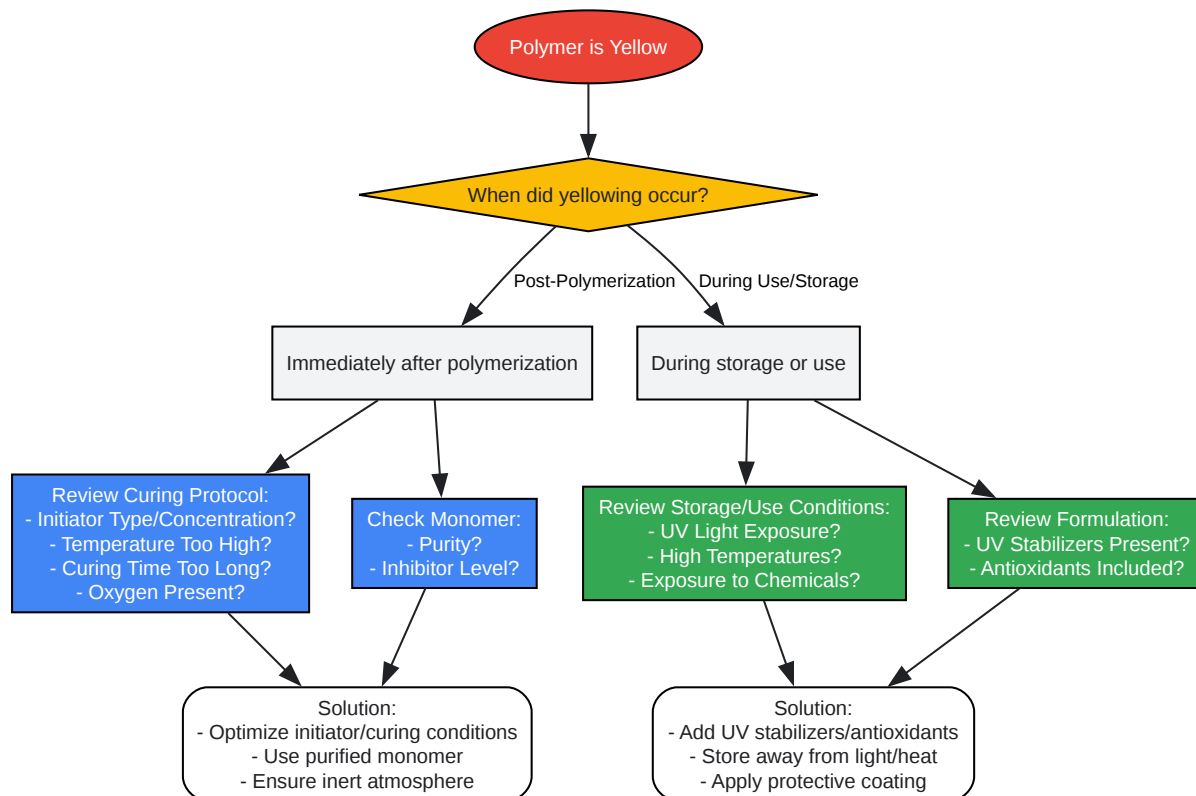 Polymer is Yellow
When did yellowing occur?
Post-Polymerization
During Use/Storage
Immediately after polymerization
During storage or use
Review Curing Protocol:
- Initiator Type/Concentration?
- Temperature Too High?
- Curing Time Too Long?
- Oxygen Present?
Check Monomer:
- Purity?
- Inhibitor Level?
Review Storage/Use Conditions:
- UV Light Exposure?
- High Temperatures?
- Exposure to Chemicals?
Review Formulation:
- UV Stabilizers Present?
- Antioxidants Included?
Solution:
- Optimize initiator/curing conditions
- Use purified monomer
- Ensure inert atmosphere
Solution:
- Add UV stabilizers/antioxidants
- Store away from light/heat
- Apply protective coating